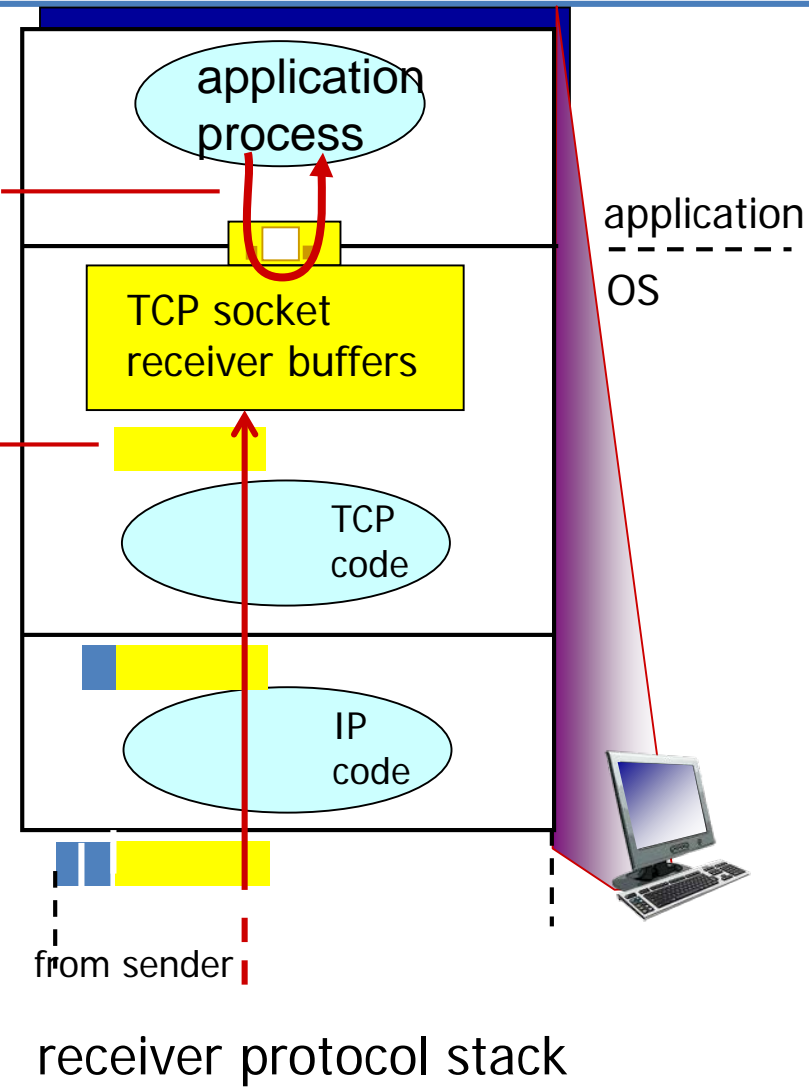 application
process
application
OS
TCP socket
receiver buffers
TCP
code
IP
code
from sender
receiver protocol stack